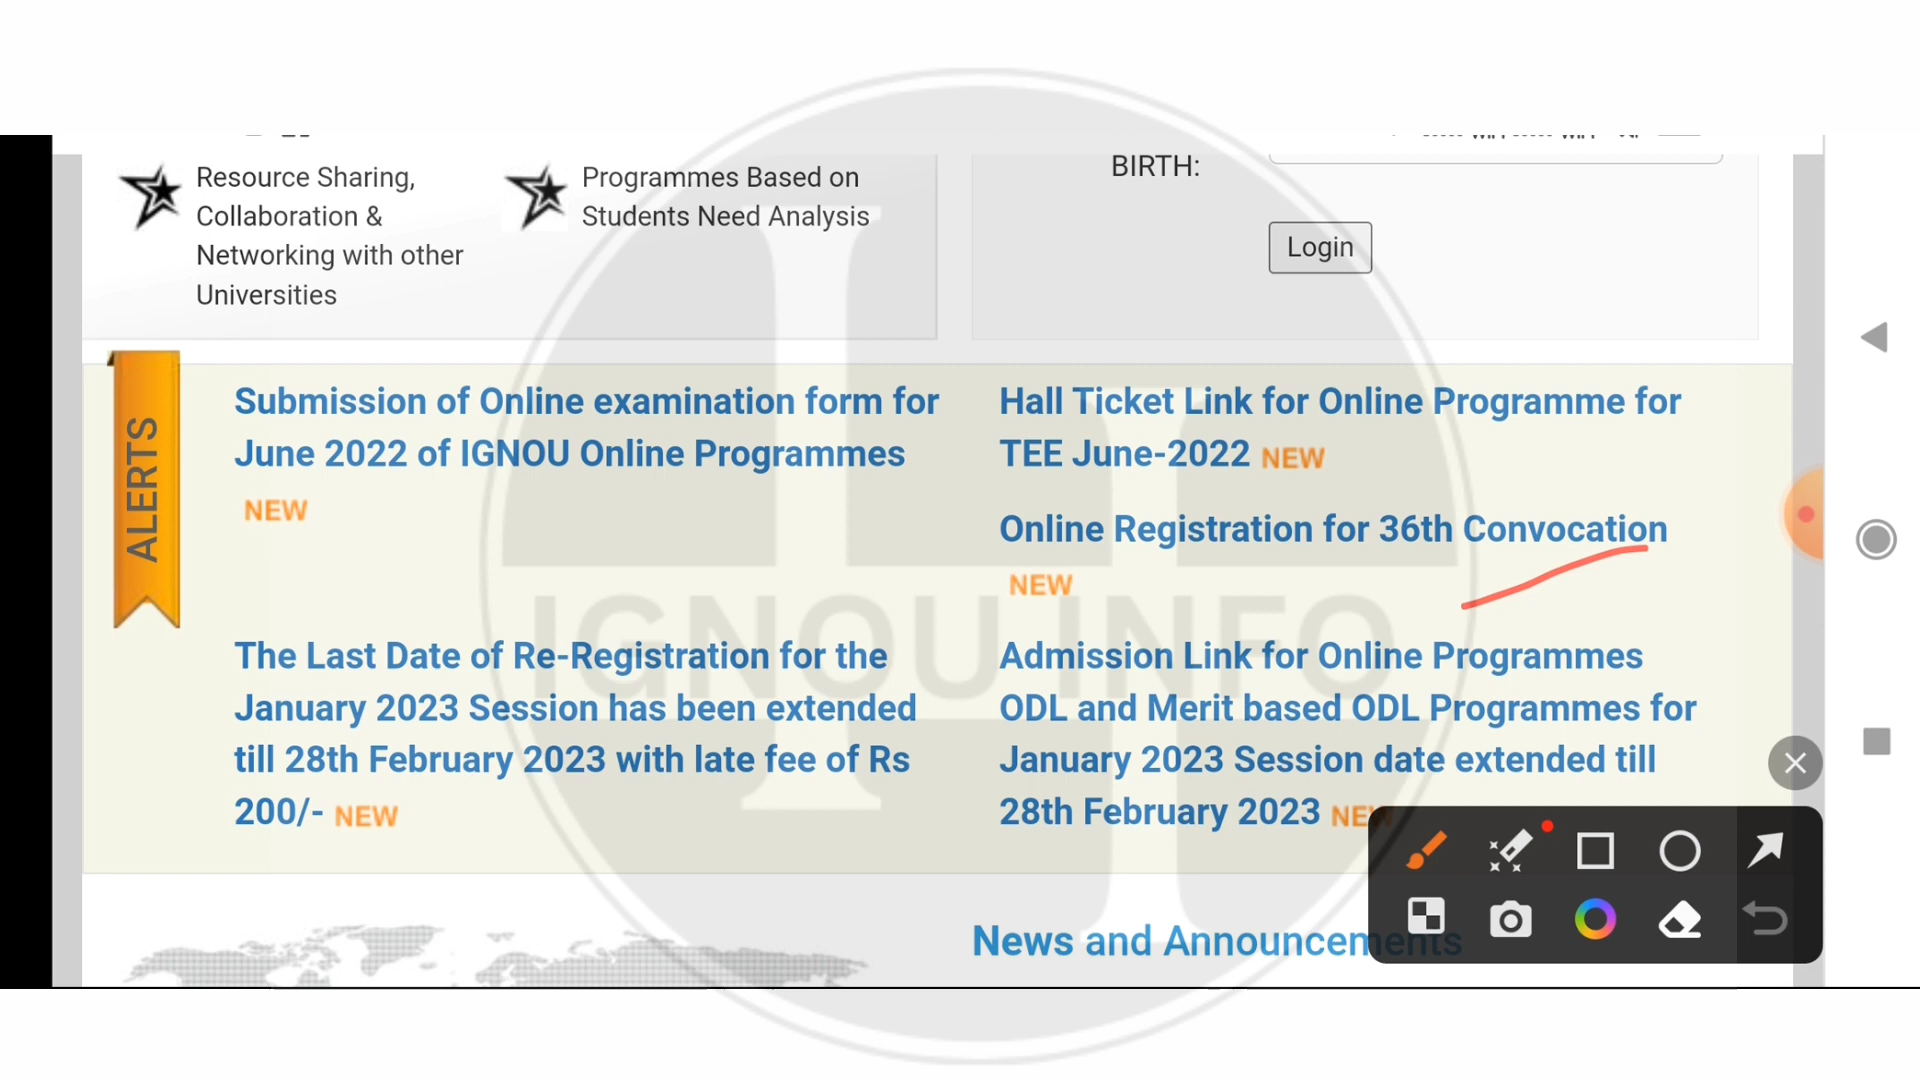 Resource Sharing,
Collaboration &
Networking with other
Universities
Programmes Based on
Students Need Analysis
BIRTH:
Login
ALERTS
Submission of Online examination form for
June 2022 of IGNOU Online Programmes
NEW
Hall Ticket Link for Online Programme for
TEE June-2022 NEW
Online Registration for 36th Convocation
NEW
The Last Date of Re-Registration for the
January 2023 Session has been extended
till 28th February 2023 with late fee of Rs
200/- NEW
Admission Link for Online Programmes
ODL and Merit based ODL Programmes for
January 2023 Session date extended till
28th February 2023 NEW
News and Announcements
IGNOU INFO